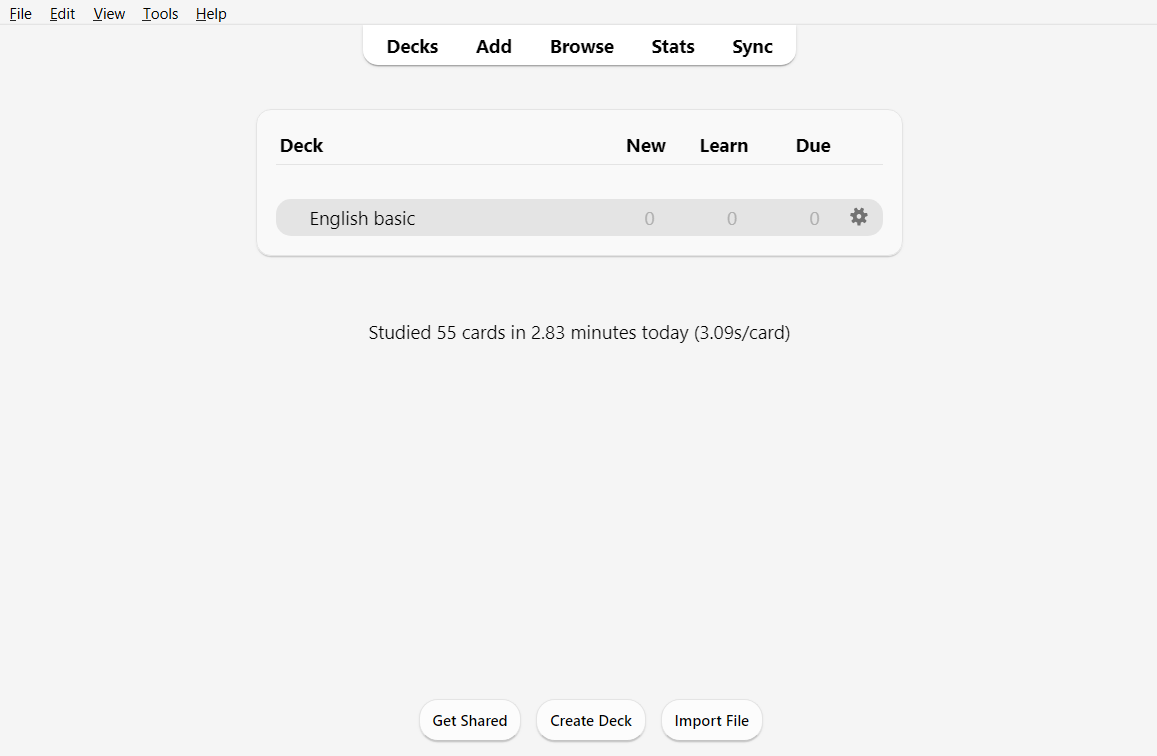 File Edit View Tools Help
Decks Add Browse Stats Sync
Deck New Learn Due
English basic 0 0 0
Studied 55 cards in 2.83 minutes today (3.09s/card)
Get Shared Create Deck Import File